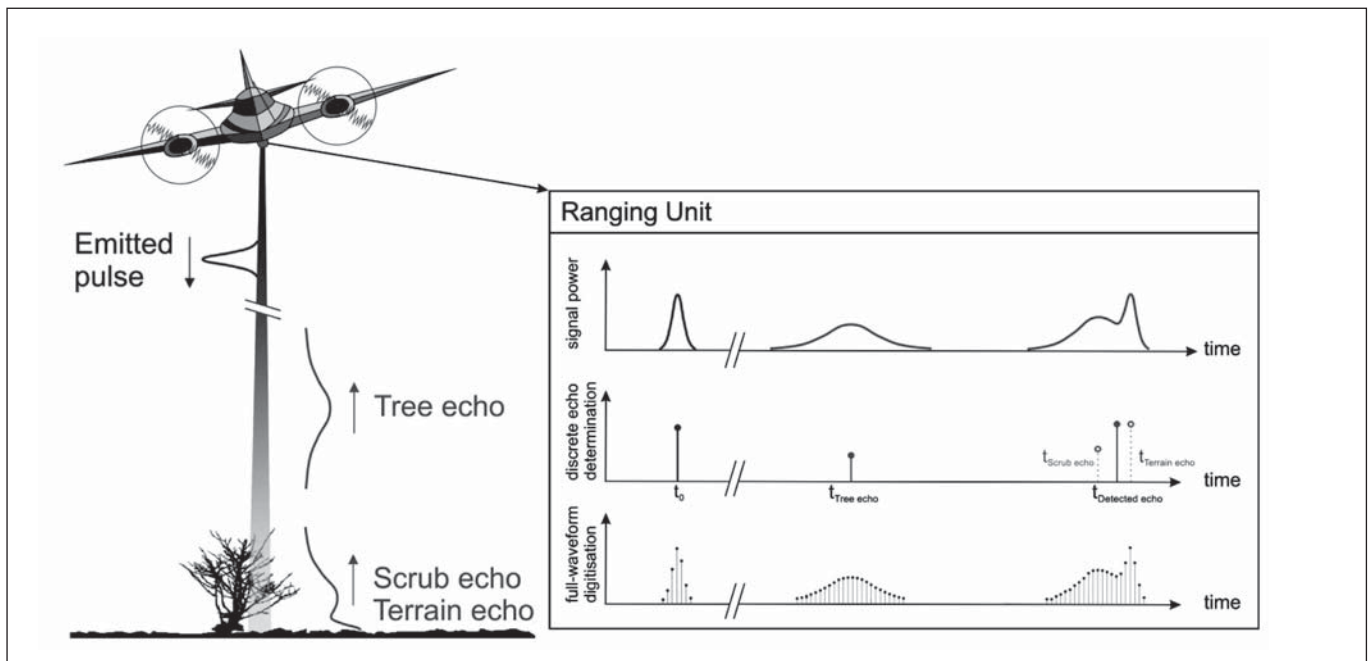 Emitted
pulse
Tree echo
Scrub echo
Terrain echo
Ranging Unit
signal power
time
discrete echo
determination
t₀
tTree echo
tScrub echo
tTerrain echo
tDetected echo
time
full-waveform
digitisation
time